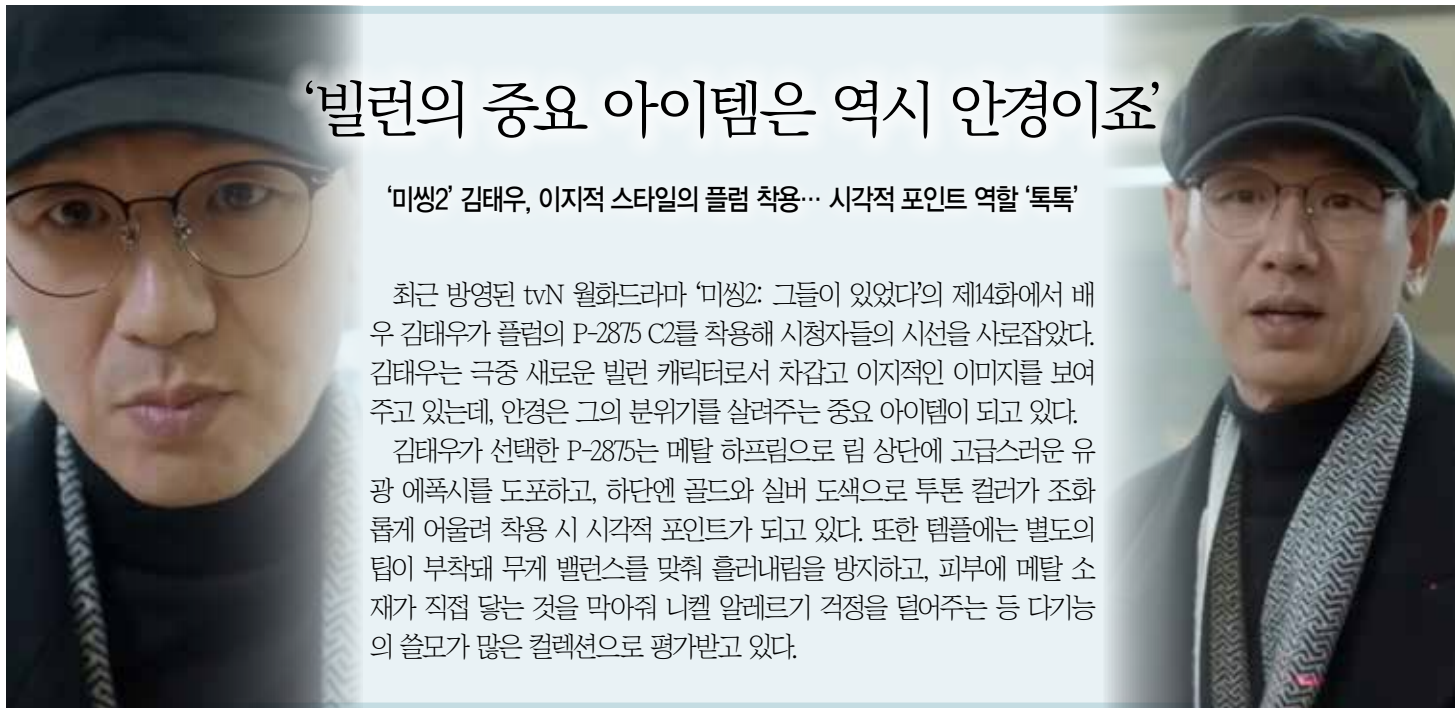 ‘빌런의 중요 아이템은 역시 안경이죠’
‘미씽2’ 김태우, 이지적 스타일의 플럼 착용… 시각적 포인트 역할 ‘톡톡’
최근 방영된 tvN 월화드라마 ‘미씽2: 그들이 있었다’의 제14화에서 배
우 김태우가 플럼의 P-2875 C2를 착용해 시청자들의 시선을 사로잡았다.
김태우는 극중 새로운 빌런 캐릭터로서 차갑고 이지적인 이미지를 보여
주고 있는데, 안경은 그의 분위기를 살려주는 중요 아이템이 되고 있다.
김태우가 선택한 P-2875는 메탈 하프림으로 림 상단에 고급스러운 유
광 에폭시를 도포하고, 하단엔 골드와 실버 도색으로 투톤 컬러가 조화
롭게 어울려 착용 시 시각적 포인트가 되고 있다. 또한 템플에는 별도의
팁이 부착돼 무게 밸런스를 맞춰 흘러내림을 방지하고, 피부에 메탈 소
재가 직접 닿는 것을 막아줘 니켈 알레르기 걱정을 덜어주는 등 다기능
의 쓸모가 많은 컬렉션으로 평가받고 있다.